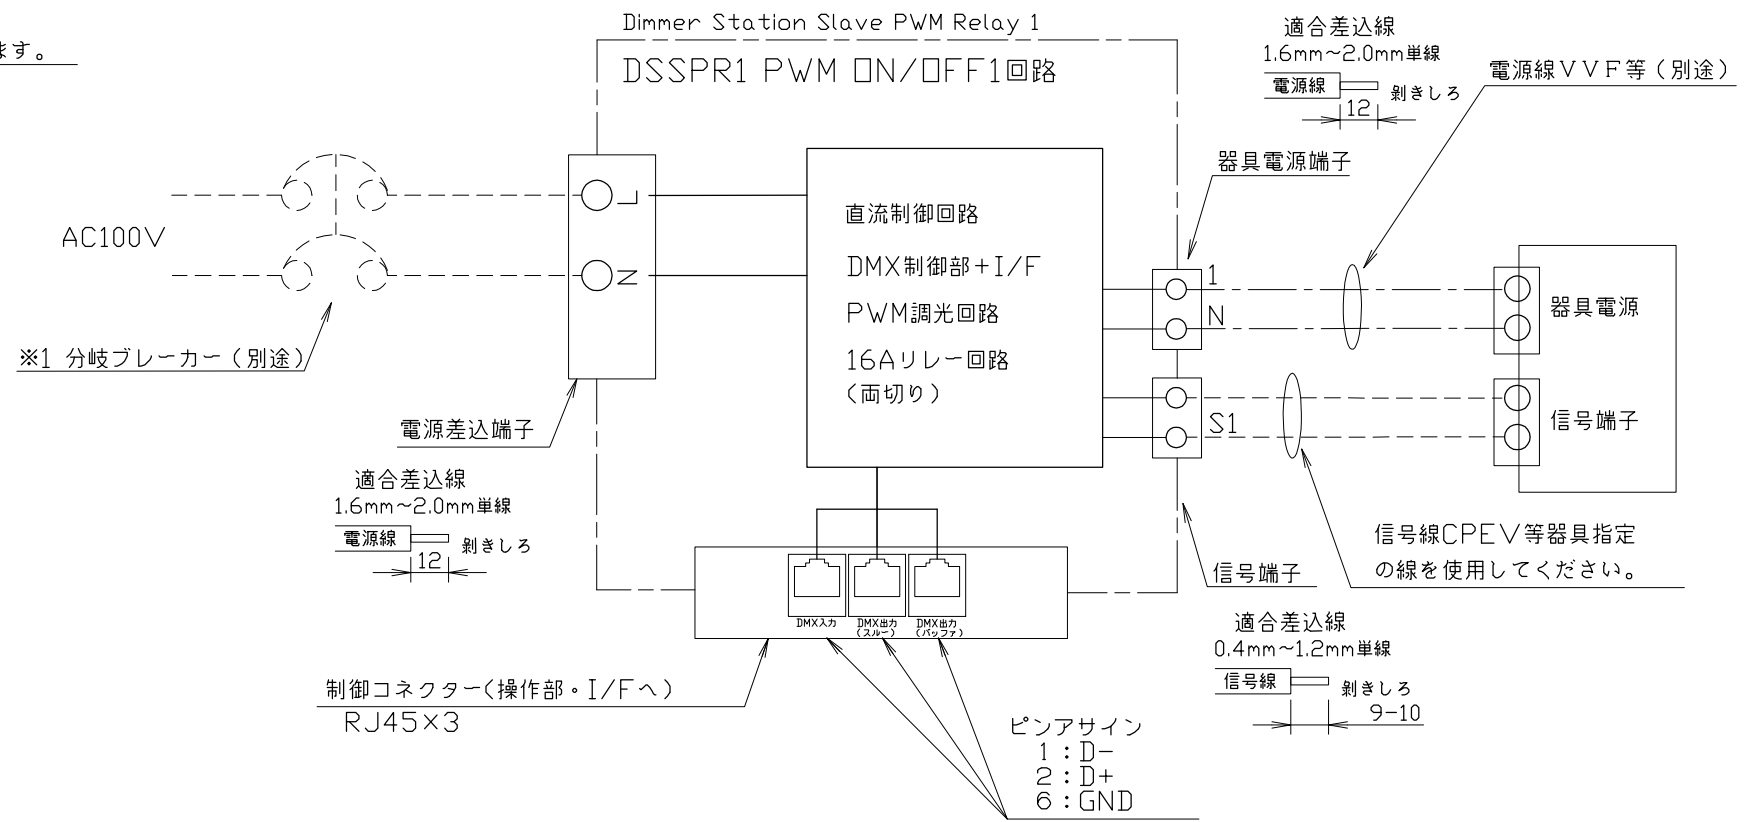 ます。
Dimmer Station Slave PWM Relay 1
DSSPR1 PWM ON/OFF1回路
適合差込線
1.6mm～2.0mm単線
電源線
剝きしろ
12
電源線VVF等（別途）
器具電源端子
AC100V
L
N
直流制御回路
DMX制御部+I/F
PWM調光回路
16Aリレー回路
（両切り）
1
N
S1
器具電源
信号端子
※1 分岐ブレーカー（別途）
電源差込端子
適合差込線
1.6mm～2.0mm単線
電源線
剝きしろ
12
DMX入力
DMX出力
（スルー）
DMX出力
（バッファ）
信号端子
信号線CPEV等器具指定
の線を使用してください。
適合差込線
0.4mm～1.2mm単線
信号線
剝きしろ
9-10
制御コネクター(操作部・I/Fへ)
RJ45×3
ピンアサイン
1：D-
2：D+
6：GND